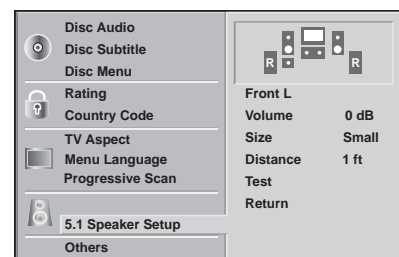 Disc Audio
Disc Subtitle
Disc Menu
Rating
Country Code
TV Aspect
Menu Language
Progressive Scan
5.1 Speaker Setup
Others
R R
Front L
Volume 0 dB
Size Small
Distance 1 ft
Test
Return